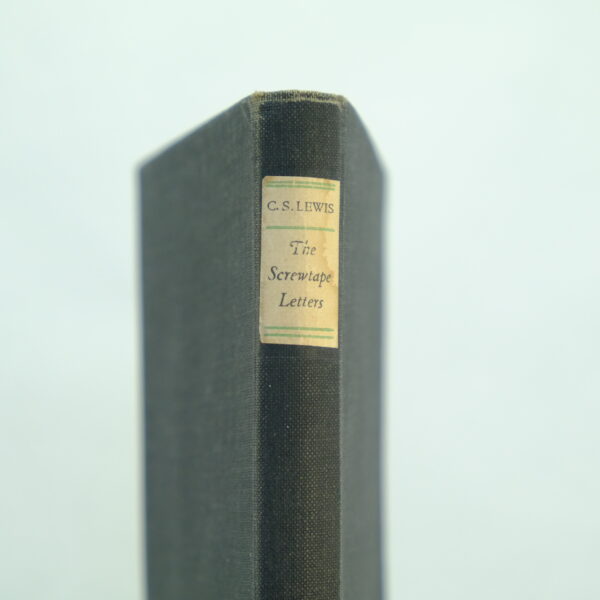 C. S. LEWIS
The
Screwtape
Letters